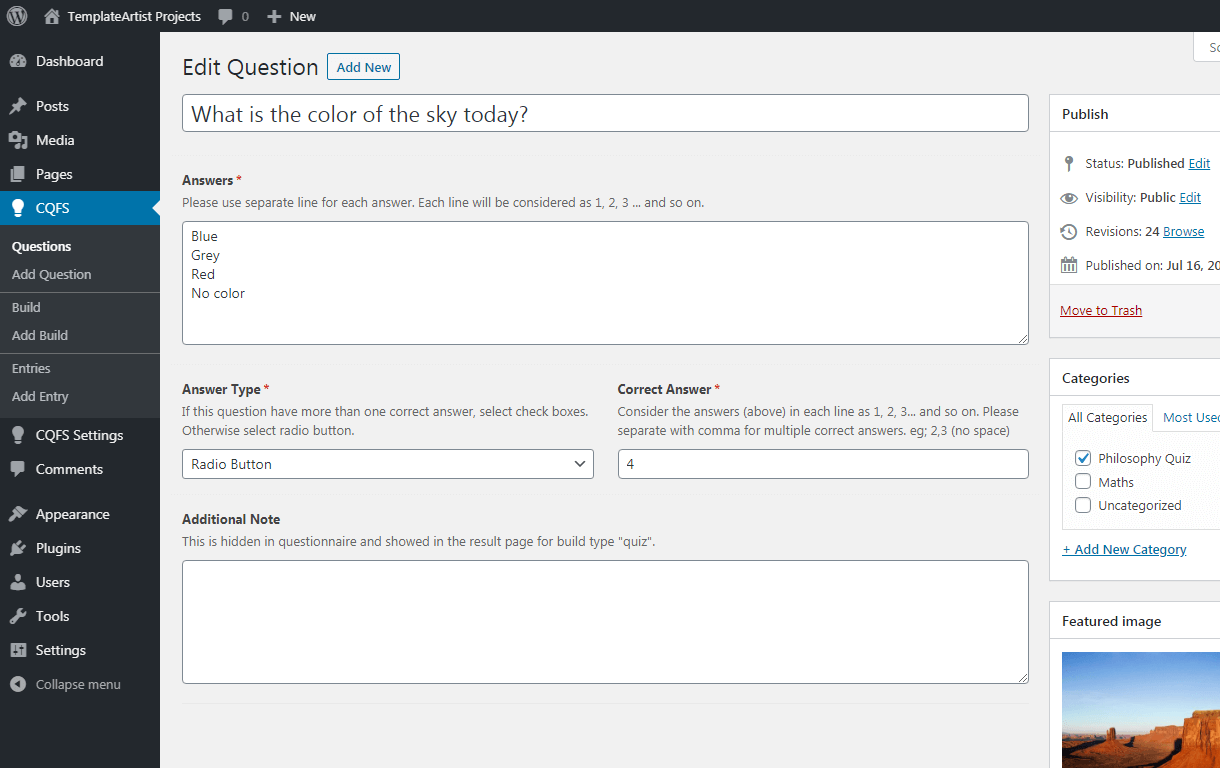 TemplateArtist Projects 0 New
Dashboard
Posts
Media
Pages
CQFS
Questions
Add Question
Build
Add Build
Entries
Add Entry
CQFS Settings
Comments
Appearance
Plugins
Users
Tools
Settings
Collapse menu
Edit Question Add New
What is the color of the sky today?
Answers *
Please use separate line for each answer. Each line will be considered as 1, 2, 3 ... and so on.
Blue
Grey
Red
No color
Answer Type *
If this question have more than one correct answer, select check boxes.
Otherwise select radio button.
Radio Button
Correct Answer *
Consider the answers (above) in each line as 1, 2, 3... and so on. Please
separate with comma for multiple correct answers. eg; 2,3 (no space)
4
Additional Note
This is hidden in questionnaire and showed in the result page for build type "quiz".
Publish
Status: Published Edit
Visibility: Public Edit
Revisions: 24 Browse
Published on: Jul 16, 20
Move to Trash
Categories
All Categories Most Used
Philosophy Quiz
Maths
Uncategorized
+ Add New Category
Featured image